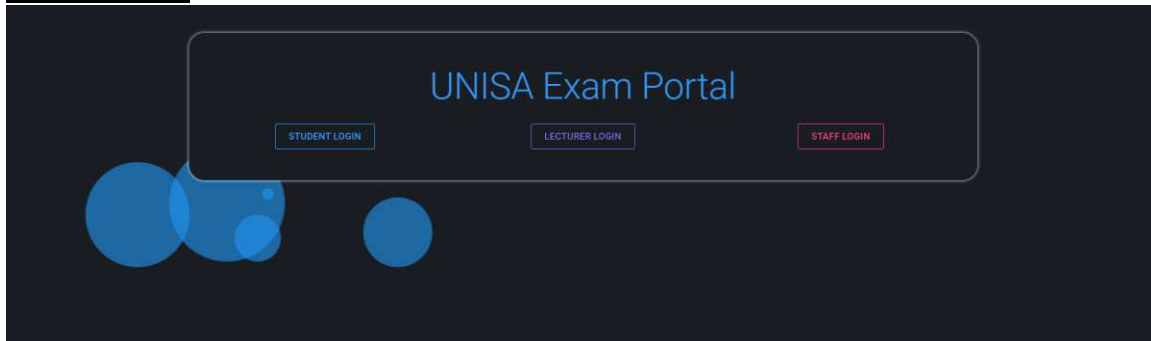 UNISA Exam Portal
STUDENT LOGIN
LECTURER LOGIN
STAFF LOGIN